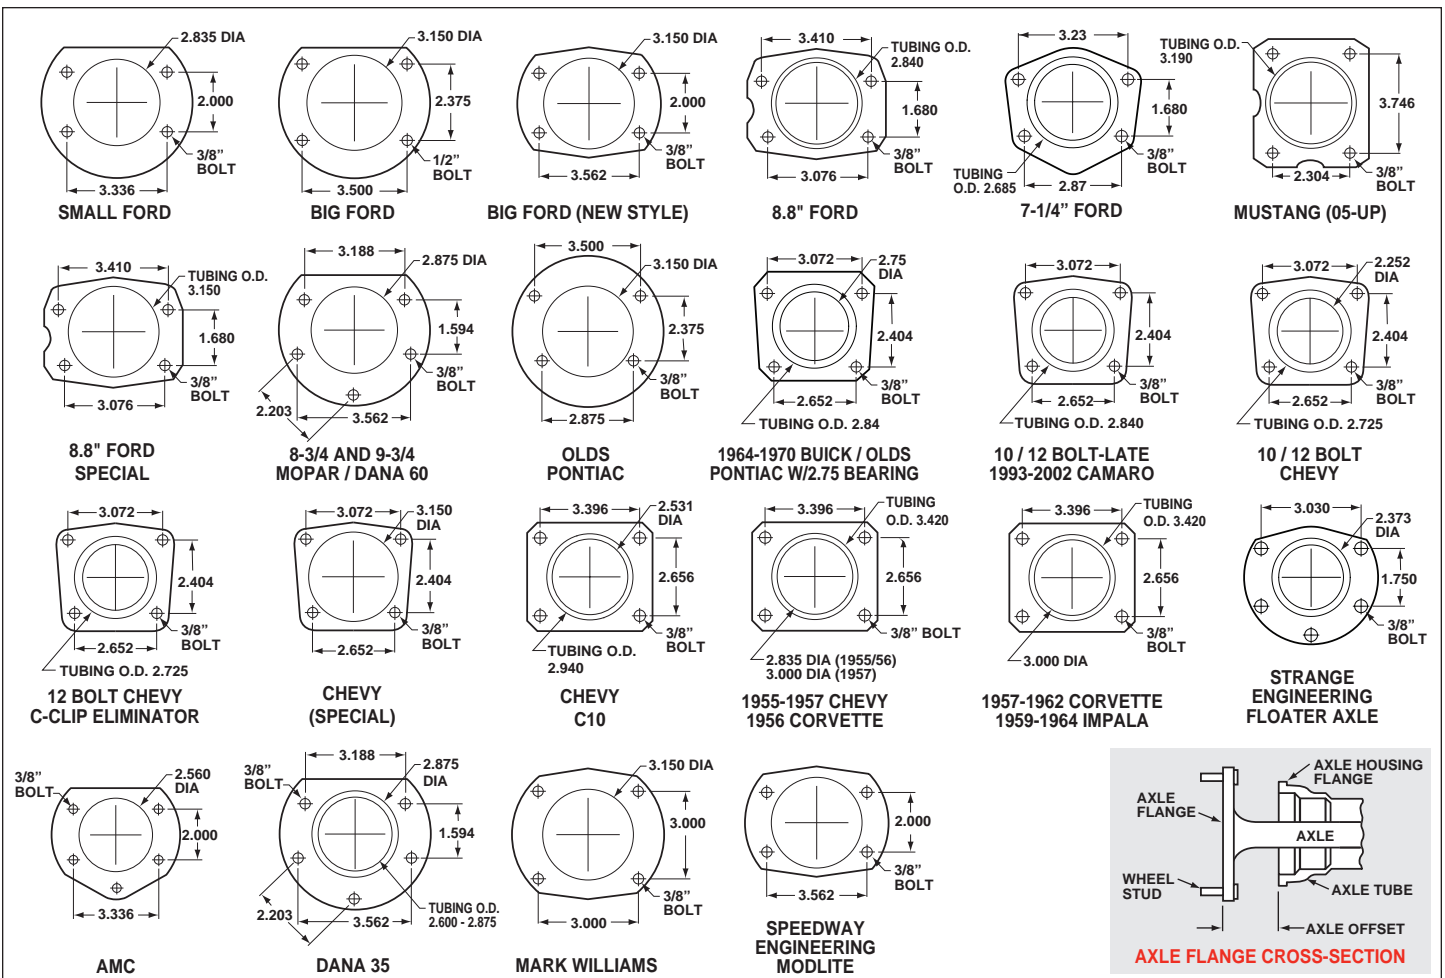 2.835 DIA
2.000
3/8”
BOLT
3.336
SMALL FORD
3.150 DIA
2.375
1/2”
BOLT
3.500
BIG FORD
3.150 DIA
2.000
3/8”
BOLT
3.562
BIG FORD (NEW STYLE)
3.410
TUBING O.D.
2.840
1.680
3/8”
BOLT
3.076
8.8" FORD
3.23
1.680
TUBING
O.D. 2.685
3/8”
BOLT
2.87
7-1/4” FORD
TUBING O.D.
3.190
3.746
2.304
3/8”
BOLT
MUSTANG (05-UP)
3.410
TUBING O.D.
3.150
1.680
3/8”
BOLT
3.076
8.8" FORD
SPECIAL
3.188
2.875 DIA
1.594
3/8”
BOLT
2.203
3.562
8-3/4 AND 9-3/4
MOPAR / DANA 60
3.500
3.150 DIA
2.375
3/8”
BOLT
2.875
OLDS
PONTIAC
3.072
2.75
DIA
2.404
3/8”
BOLT
2.652
TUBING O.D. 2.84
1964-1970 BUICK / OLDS
PONTIAC W/2.75 BEARING
3.072
2.404
3/8”
BOLT
2.652
TUBING O.D. 2.840
10 / 12 BOLT-LATE
1993-2002 CAMARO
3.072
2.252
DIA
2.404
3/8”
BOLT
2.652
TUBING O.D. 2.725
10 / 12 BOLT
CHEVY
3.072
2.404
3/8”
BOLT
2.652
TUBING O.D. 2.725
12 BOLT CHEVY
C-CLIP ELIMINATOR
3.072
3.150
DIA
2.404
3/8”
BOLT
2.652
CHEVY
(SPECIAL)
3.396
2.531
DIA
2.656
3/8”
BOLT
TUBING O.D.
2.940
CHEVY
C10
3.396
TUBING
O.D. 3.420
2.656
3/8” BOLT
2.835 DIA (1955/56)
3.000 DIA (1957)
1955-1957 CHEVY
1956 CORVETTE
3.396
TUBING
O.D. 3.420
2.656
3/8”
BOLT
3.000 DIA
1957-1962 CORVETTE
1959-1964 IMPALA
3.030
2.373
DIA
1.750
3/8”
BOLT
STRANGE
ENGINEERING
FLOATER AXLE
3/8”
BOLT
2.560
DIA
2.000
3.336
AMC
3.188
3/8”
BOLT
2.875
DIA
1.594
2.203
3.562
TUBING O.D.
2.600 - 2.875
DANA 35
3.150 DIA
3.000
3/8”
BOLT
3.000
MARK WILLIAMS
2.000
3/8”
BOLT
3.562
SPEEDWAY
ENGINEERING
MODLITE
AXLE HOUSING
FLANGE
AXLE
FLANGE
AXLE
WHEEL
STUD
AXLE TUBE
AXLE OFFSET
AXLE FLANGE CROSS-SECTION